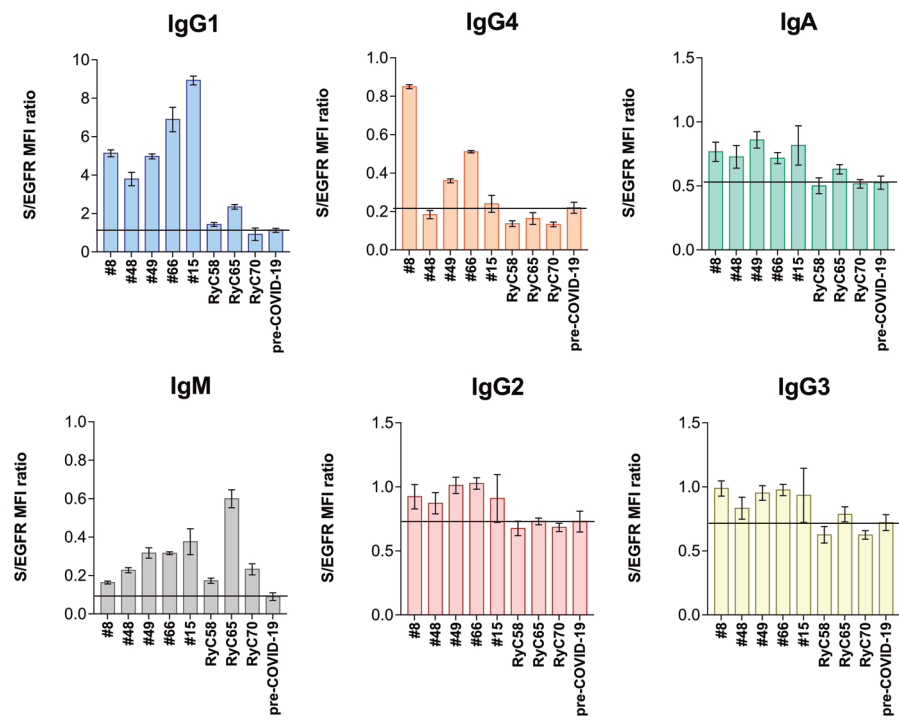 IgG1
S/EGFR MFI ratio
10
8
6
4
2
0
#8
#48
#49
#66
#15
RyC58
RyC65
RyC70
pre-COVID-19
IgG4
S/EGFR MFI ratio
1.0
0.8
0.6
0.4
0.2
0.0
#8
#48
#49
#66
#15
RyC58
RyC65
RyC70
pre-COVID-19
IgA
S/EGFR MFI ratio
1.5
1.0
0.5
0.0
#8
#48
#49
#66
#15
RyC58
RyC65
RyC70
pre-COVID-19
IgM
S/EGFR MFI ratio
1.0
0.8
0.6
0.4
0.2
0.0
#8
#48
#49
#66
#15
RyC58
RyC65
RyC70
pre-COVID-19
IgG2
S/EGFR MFI ratio
1.5
1.0
0.5
0.0
#8
#48
#49
#66
#15
RyC58
RyC65
RyC70
pre-COVID-19
IgG3
S/EGFR MFI ratio
1.5
1.0
0.5
0.0
#8
#48
#49
#66
#15
RyC58
RyC65
RyC70
pre-COVID-19